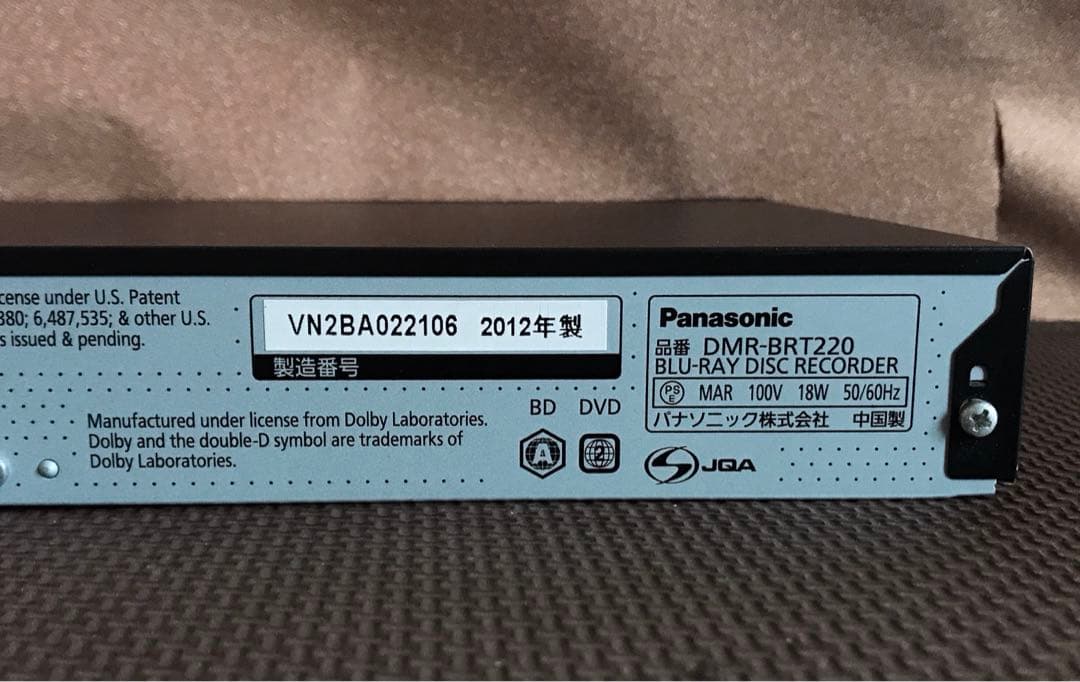 cense under U.S. Patent
380; 6,487,535; & other U.S.
s issued & pending.
VN2BA022106 2012年製
製造番号
Manufactured under license from Dolby Laboratories.
Dolby and the double-D symbol are trademarks of
Dolby Laboratories.
BD DVD
A 2
Panasonic
品番 DMR-BRT220
BLU-RAY DISC RECORDER
PS E MAR 100V 18W 50/60Hz
パナソニック株式会社 中国製
JQA